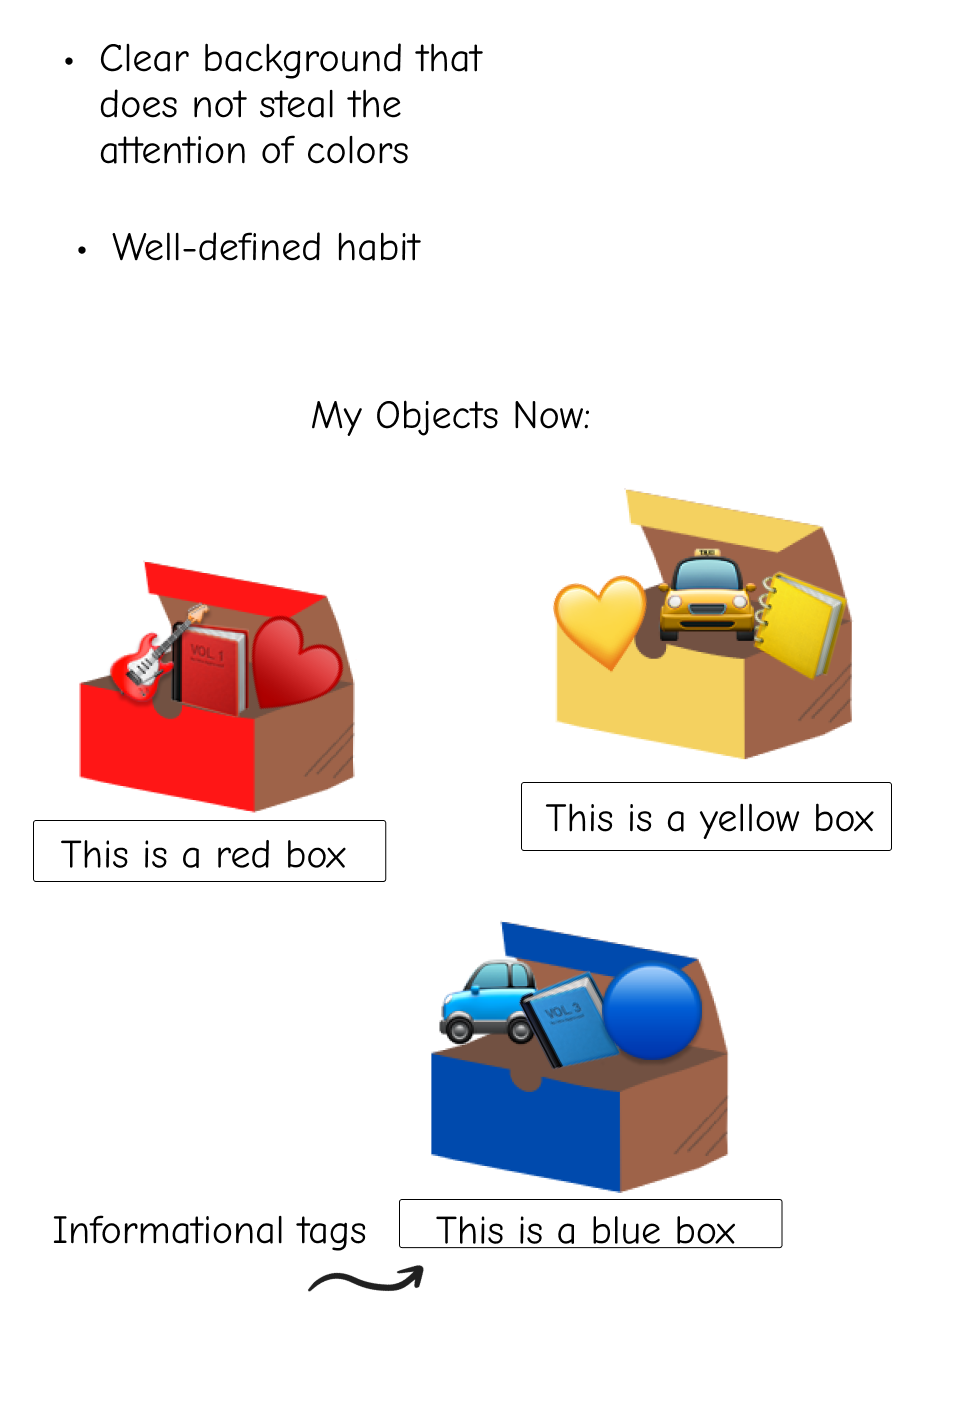 • Clear background that
does not steal the
attention of colors
• Well-defined habit
My Objects Now:
TAXI
VOL. 1
This is a yellow box
This is a red box
VOL. 3
Informational tags
This is a blue box